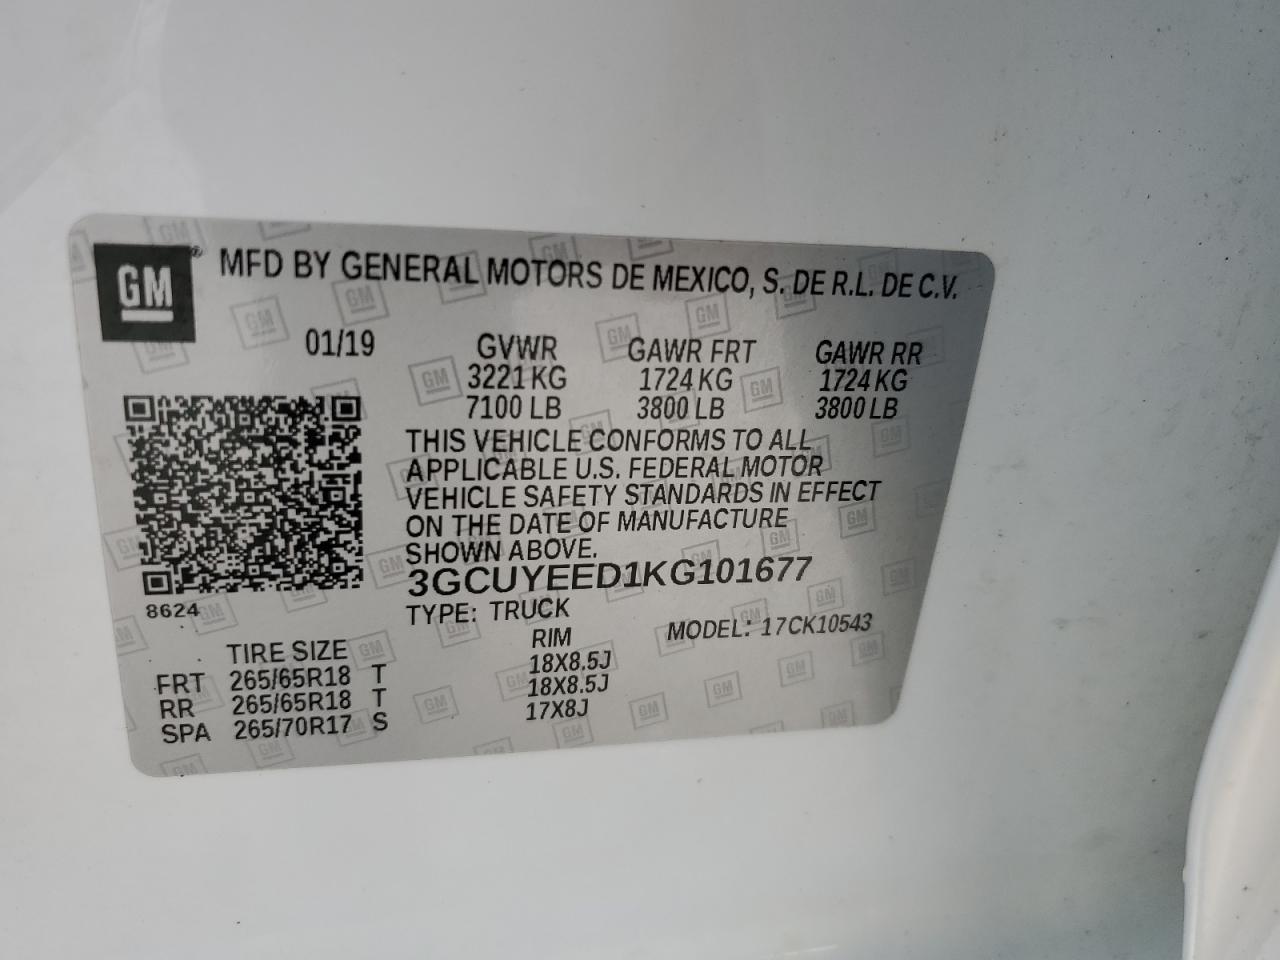 GM ® MFD BY GENERAL MOTORS DE MEXICO, S. DE R.L. DE C.V.
01/19 GVWR GAWR FRT GAWR RR
3221 KG 1724 KG 1724 KG
7100 LB 3800 LB 3800 LB
THIS VEHICLE CONFORMS TO ALL
APPLICABLE U.S. FEDERAL MOTOR
VEHICLE SAFETY STANDARDS IN EFFECT
ON THE DATE OF MANUFACTURE
SHOWN ABOVE.
3GCUYEED1KG101677
8624
TYPE: TRUCK MODEL: 17CK10543
TIRE SIZE RIM
FRT 265/65R18 T 18X8.5J
RR 265/65R18 T 18X8.5J
SPA 265/70R17 S 17X8J